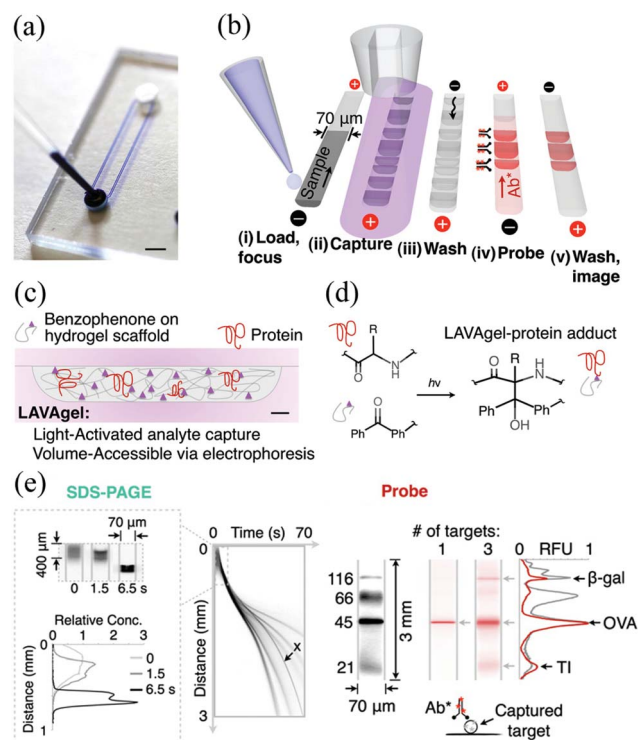 (a)
(b)
70 μm
Sample
Ab*
(i) Load,
focus
(ii) Capture
(iii) Wash
(iv) Probe
(v) Wash,
image
(c)
Benzophenone on
hydrogel scaffold
Protein
LAVAgel:
Light-Activated analyte capture
Volume-Accessible via electrophoresis
(d)
R
N
H
O
O
Ph
Ph
hν
LAVAgel-protein adduct
O
R
H
N
Ph
Ph
OH
(e)
SDS-PAGE
70 μm
400 μm
0 1.5 6.5 s
Relative Conc.
0 1 2 3
0
1.5
6.5 s
Distance (mm)
0
1
Time (s)
0 70
0
Distance (mm)
3
x
Probe
# of targets:
1 3
RFU
0 1
116
66
45
21
3 mm
70 μm
β-gal
OVA
TI
Ab*
Captured
target